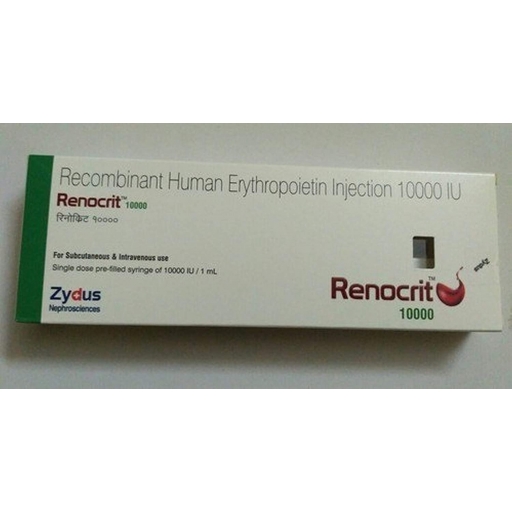 Recombinant Human Erythropoietin Injection 10000 IU
Renocrit™ 10000
रिनोक्रिट १००००
For Subcutaneous & Intravenous use
Single dose pre-filled syringe of 10000 IU / 1 mL
Zydus
Nephrosciences
Renocrit™
10000
Zydus